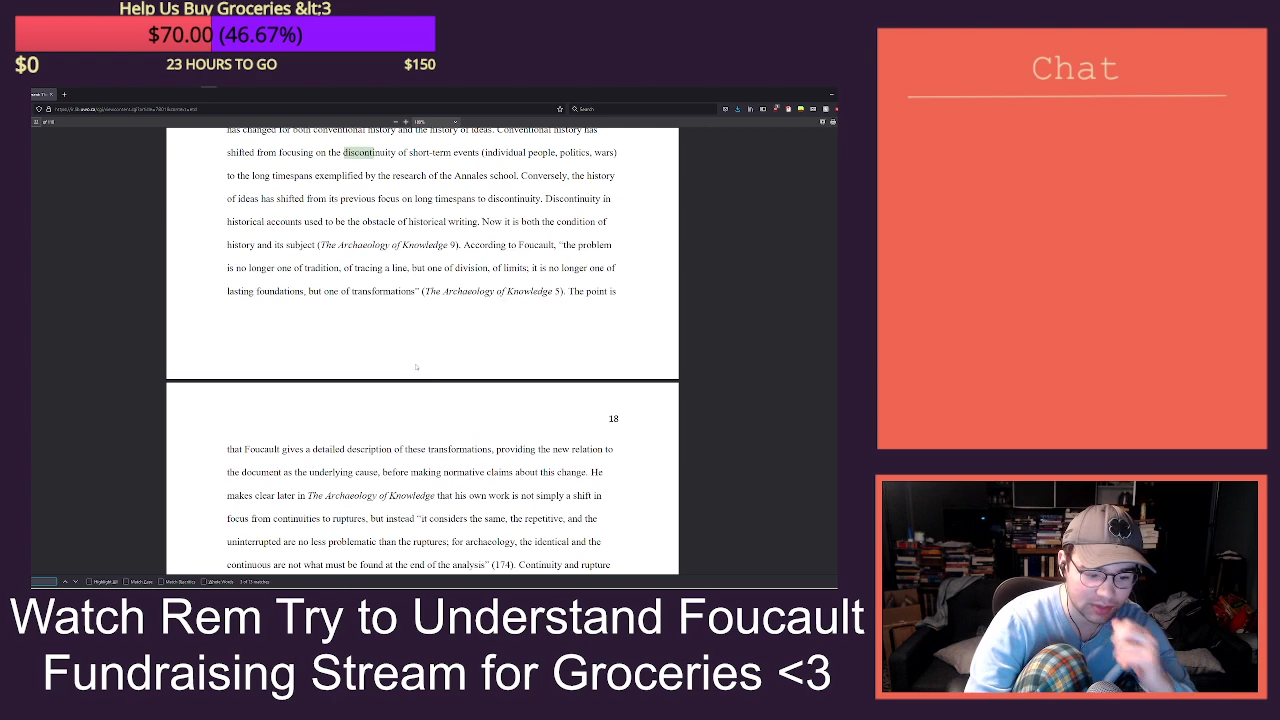 Help Us Buy Groceries &lt;3
$70.00 (46.67%)
$0 23 HOURS TO GO $150
Chat
Search
has changed for both conventional history and the history of ideas. Conventional history has
shifted from focusing on the discontinuity of short-term events (individual people, politics, wars)
to the long timespans exemplified by the research of the Annales school. Conversely, the history
of ideas has shifted from its previous focus on long timespans to discontinuity. Discontinuity in
historical accounts used to be the obstacle of historical writing. Now it is both the condition of
history and its subject (The Archaeology of Knowledge 9). According to Foucault, “the problem
is no longer one of tradition, of tracing a line, but one of division, of limits; it is no longer one of
lasting foundations, but one of transformations” (The Archaeology of Knowledge 5). The point is
18
that Foucault gives a detailed description of these transformations, providing the new relation to
the document as the underlying cause, before making normative claims about this change. He
makes clear later in The Archaeology of Knowledge that his own work is not simply a shift in
focus from continuities to ruptures, but instead “it considers the same, the repetitive, and the
uninterrupted are no less problematic than the ruptures; for archaeology, the identical and the
continuous are not what must be found at the end of the analysis” (174). Continuity and rupture
Highlight All Match Case Match Diacritics Whole Words
Watch Rem Try to Understand Foucault
Fundraising Stream for Groceries <3